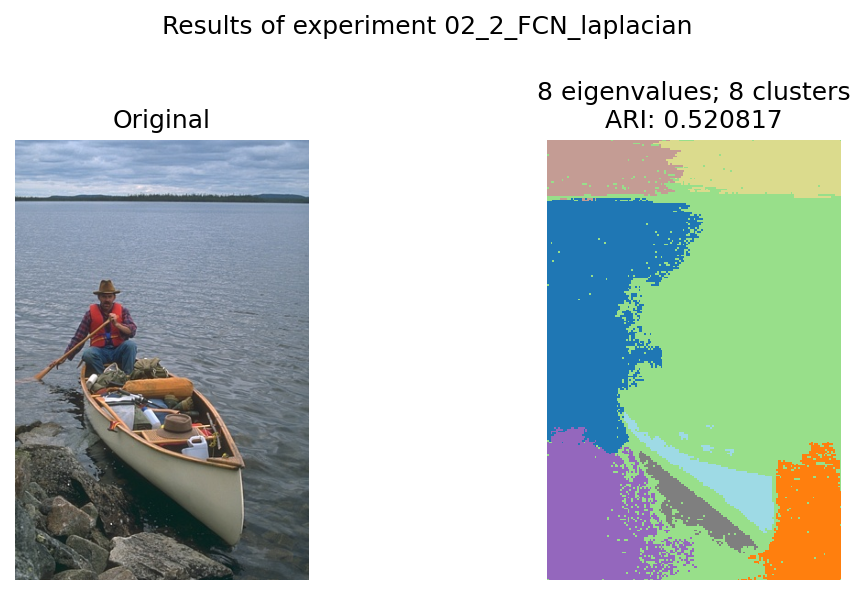 Results of experiment 02_2_FCN_laplacian
Original
8 eigenvalues; 8 clusters
ARI: 0.520817